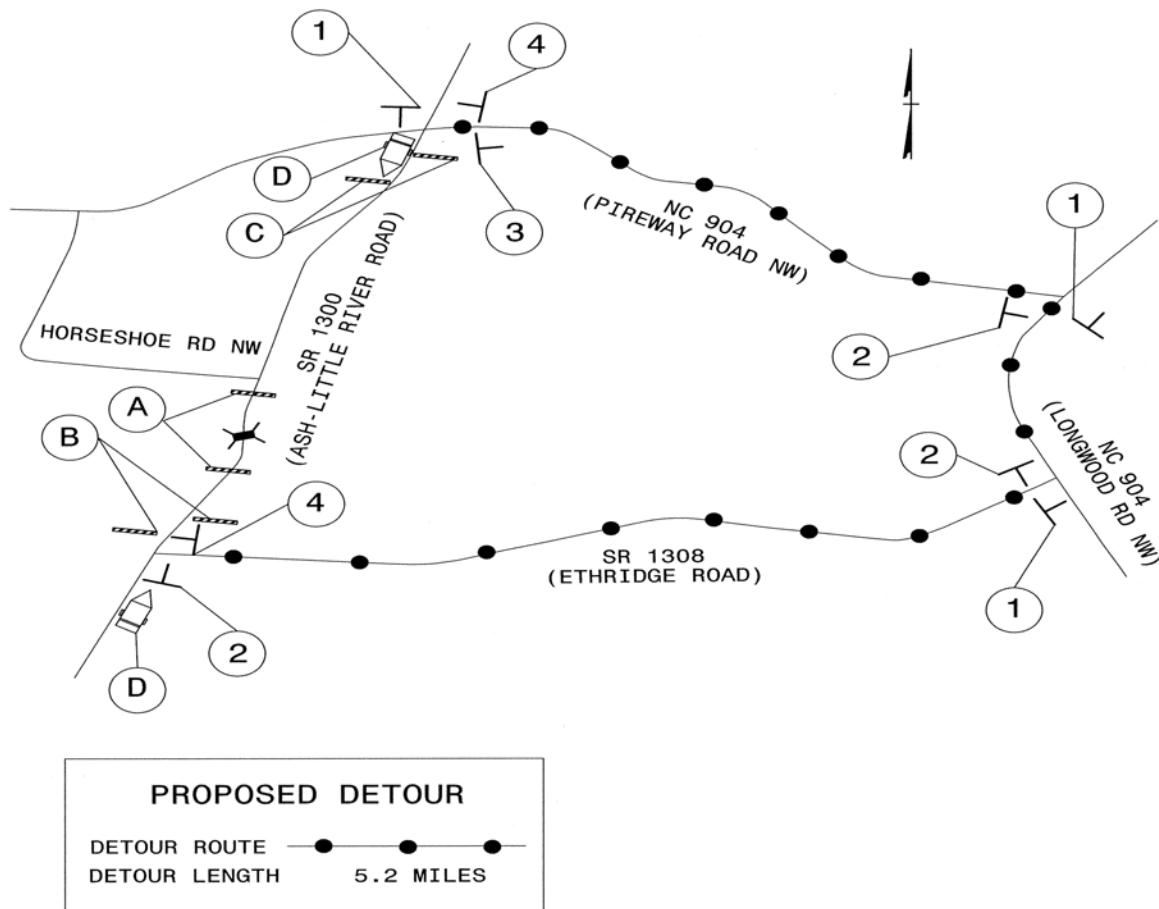 1
4
D
C
3
NC 904
(PIREWAY ROAD NW)
1
HORSESHOE RD NW
SR 1300
(ASH-LITTLE RIVER ROAD)
2
A
B
4
2
NC 904
(LONGWOOD RD NW)
SR 1308
(ETHRIDGE ROAD)
1
2
D
PROPOSED DETOUR
DETOUR ROUTE
DETOUR LENGTH 5.2 MILES